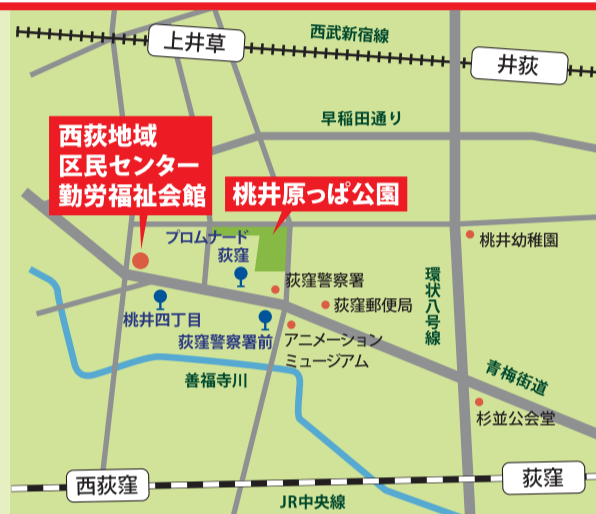 西武新宿線
上井草
井荻
早稲田通り
西荻地域
区民センター
勤労福祉会館
桃井原っぱ公園
プロムナード
荻窪
桃井幼稚園
荻窪警察署
環状八号線
荻窪郵便局
桃井四丁目
荻窪警察署前
アニメーション
ミュージアム
善福寺川
青梅街道
杉並公会堂
西荻窪
荻窪
JR中央線